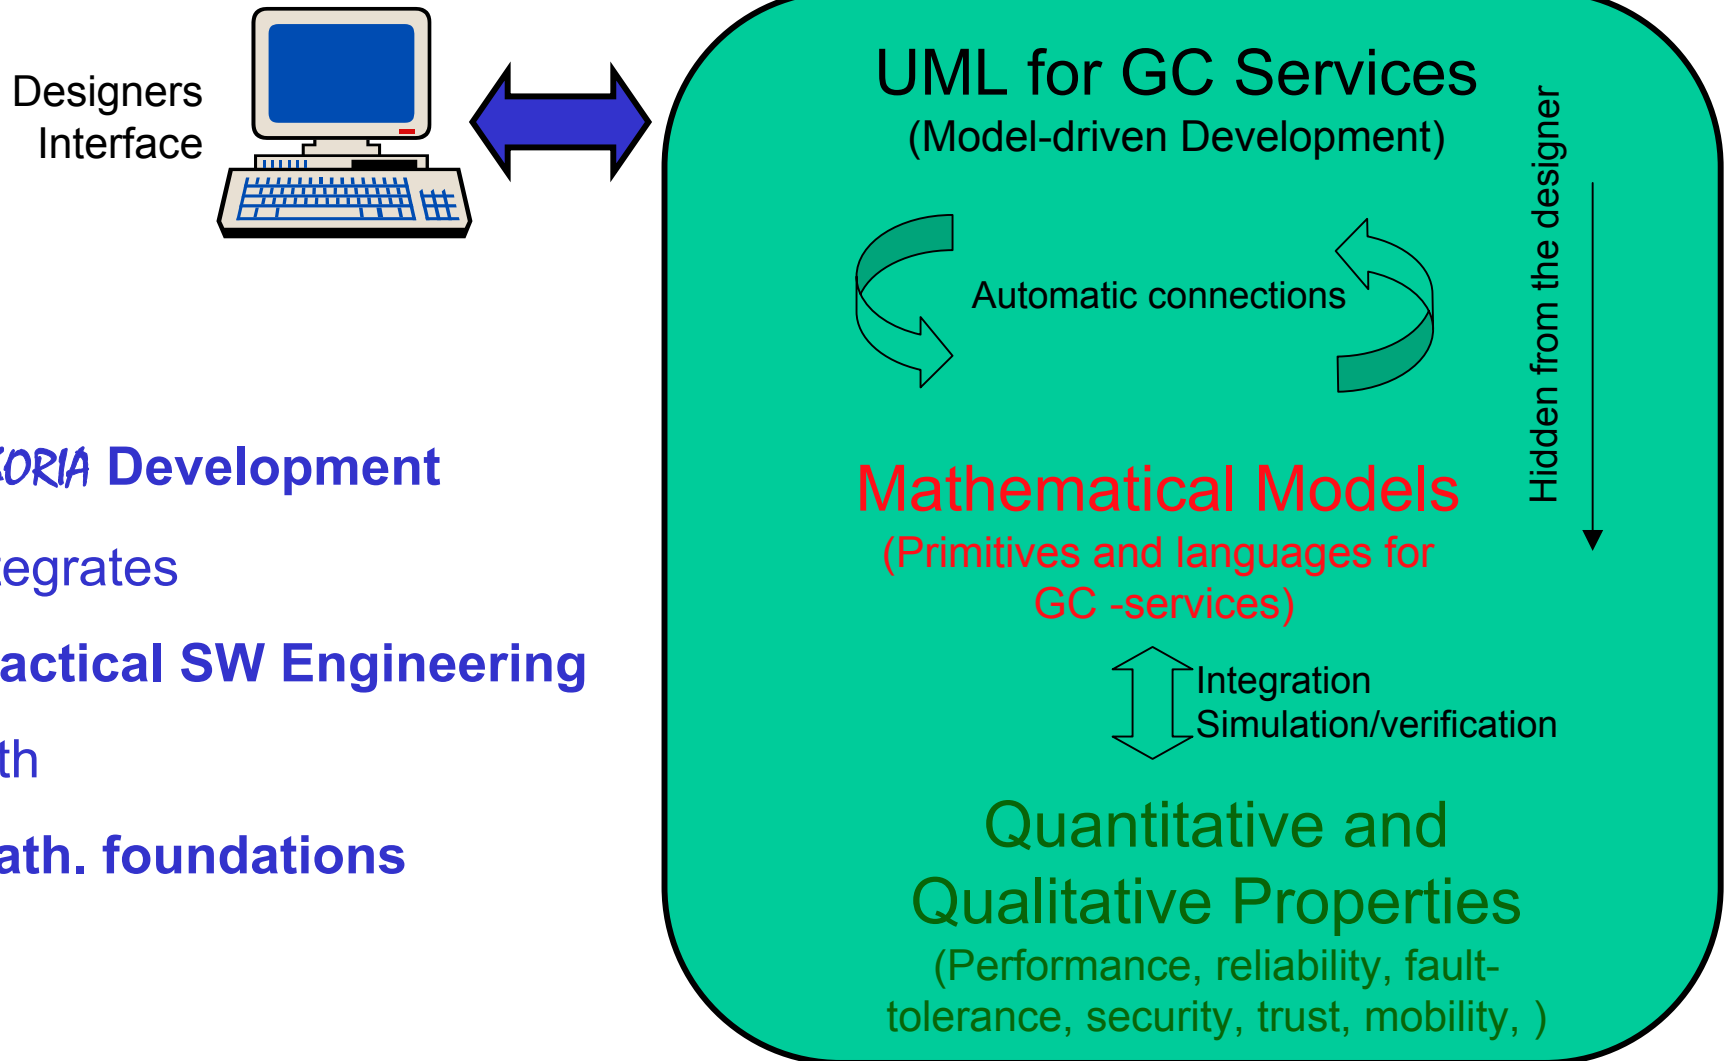 Designers
Interface
UML for GC Services
(Model-driven Development)
Automatic connections
Hidden from the designer
Mathematical Models
(Primitives and languages for
GC -services)
Integration
Simulation/verification
Quantitative and
Qualitative Properties
(Performance, reliability, fault-
tolerance, security, trust, mobility, )
ORIA Development
tegrates
actical SW Engineering
th
ath. foundations